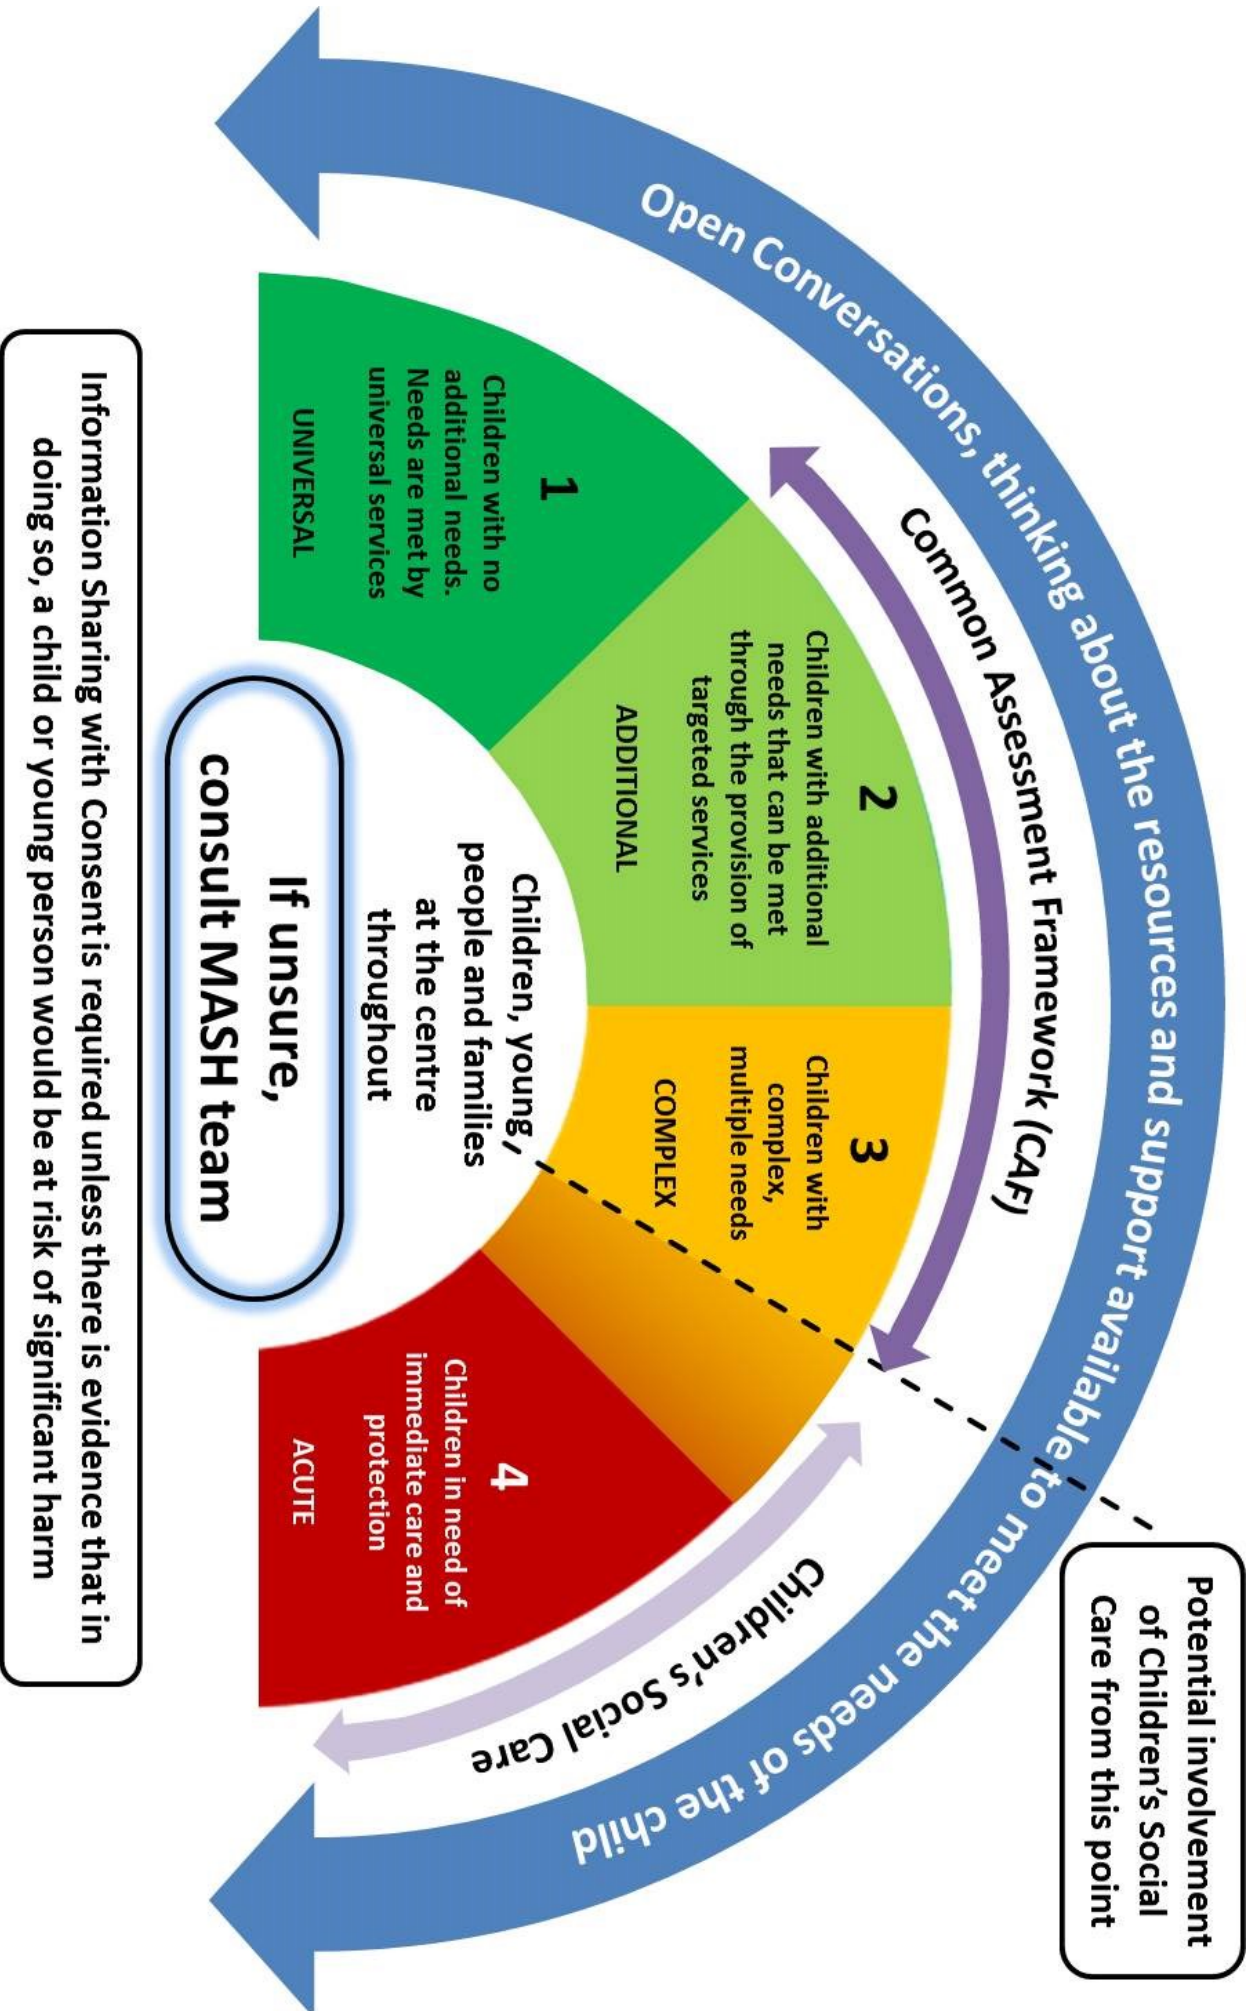 Open Conversations, thinking about the resources and support available to meet the needs of the child
Potential involvement
of Children's Social
Care from this point
Common Assessment Framework (CAF)
Children's Social Care
1
Children with no
additional needs.
Needs are met by
universal services
UNIVERSAL
2
Children with additional
needs that can be met
through the provision of
targeted services
ADDITIONAL
3
Children with
complex,
multiple needs
COMPLEX
4
Children in need of
immediate care and
protection
ACUTE
Children, young,
people and families
at the centre
throughout
If unsure,
consult MASH team
Information Sharing with Consent is required unless there is evidence that in
doing so, a child or young person would be at risk of significant harm